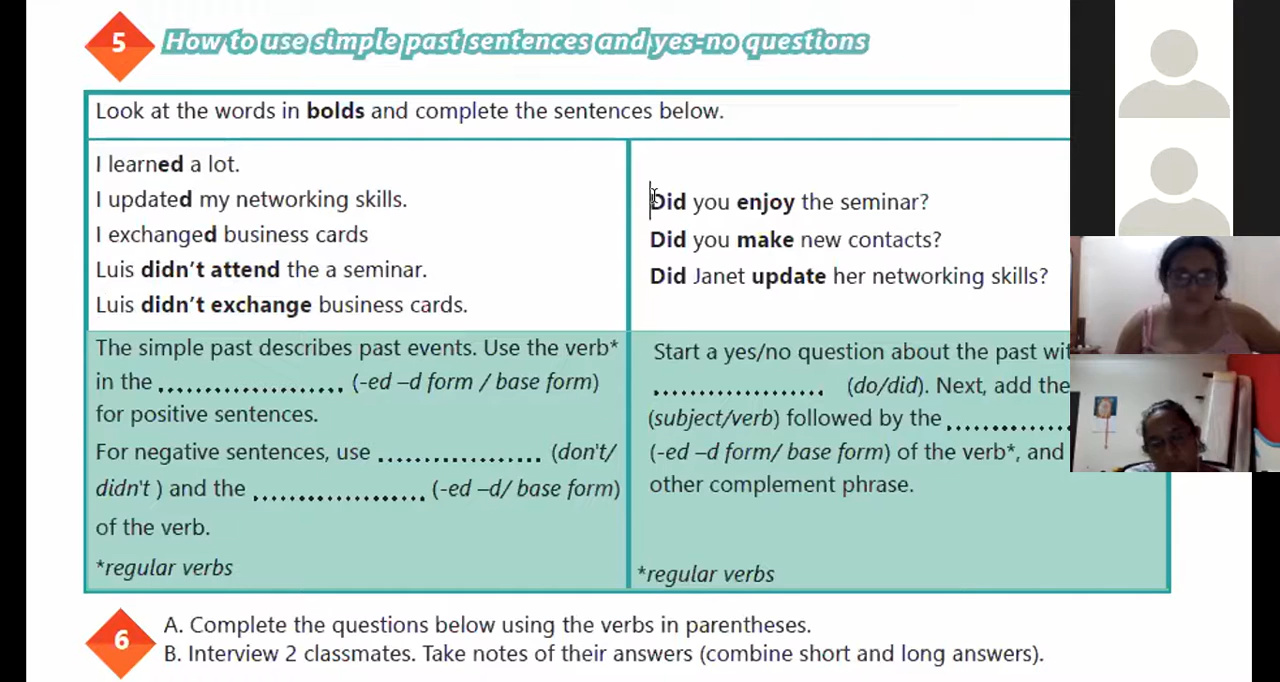 5 How to use simple past sentences and yes-no questions
Look at the words in bolds and complete the sentences below.
I learned a lot.
I updated my networking skills.
I exchanged business cards
Luis didn't attend the a seminar.
Luis didn't exchange business cards.
Did you enjoy the seminar?
Did you make new contacts?
Did Janet update her networking skills?
The simple past describes past events. Use the verb*
in the .................... (-ed –d form / base form)
for positive sentences.
For negative sentences, use .................. (don't/
didn't ) and the ................... (-ed –d/ base form)
of the verb.
*regular verbs
Start a yes/no question about the past
................... (do/did). Next, add the
(subject/verb) followed by the ..............
(-ed –d form/ base form) of the verb*, and
other complement phrase.
*regular verbs
6 A. Complete the questions below using the verbs in parentheses.
B. Interview 2 classmates. Take notes of their answers (combine short and long answers).